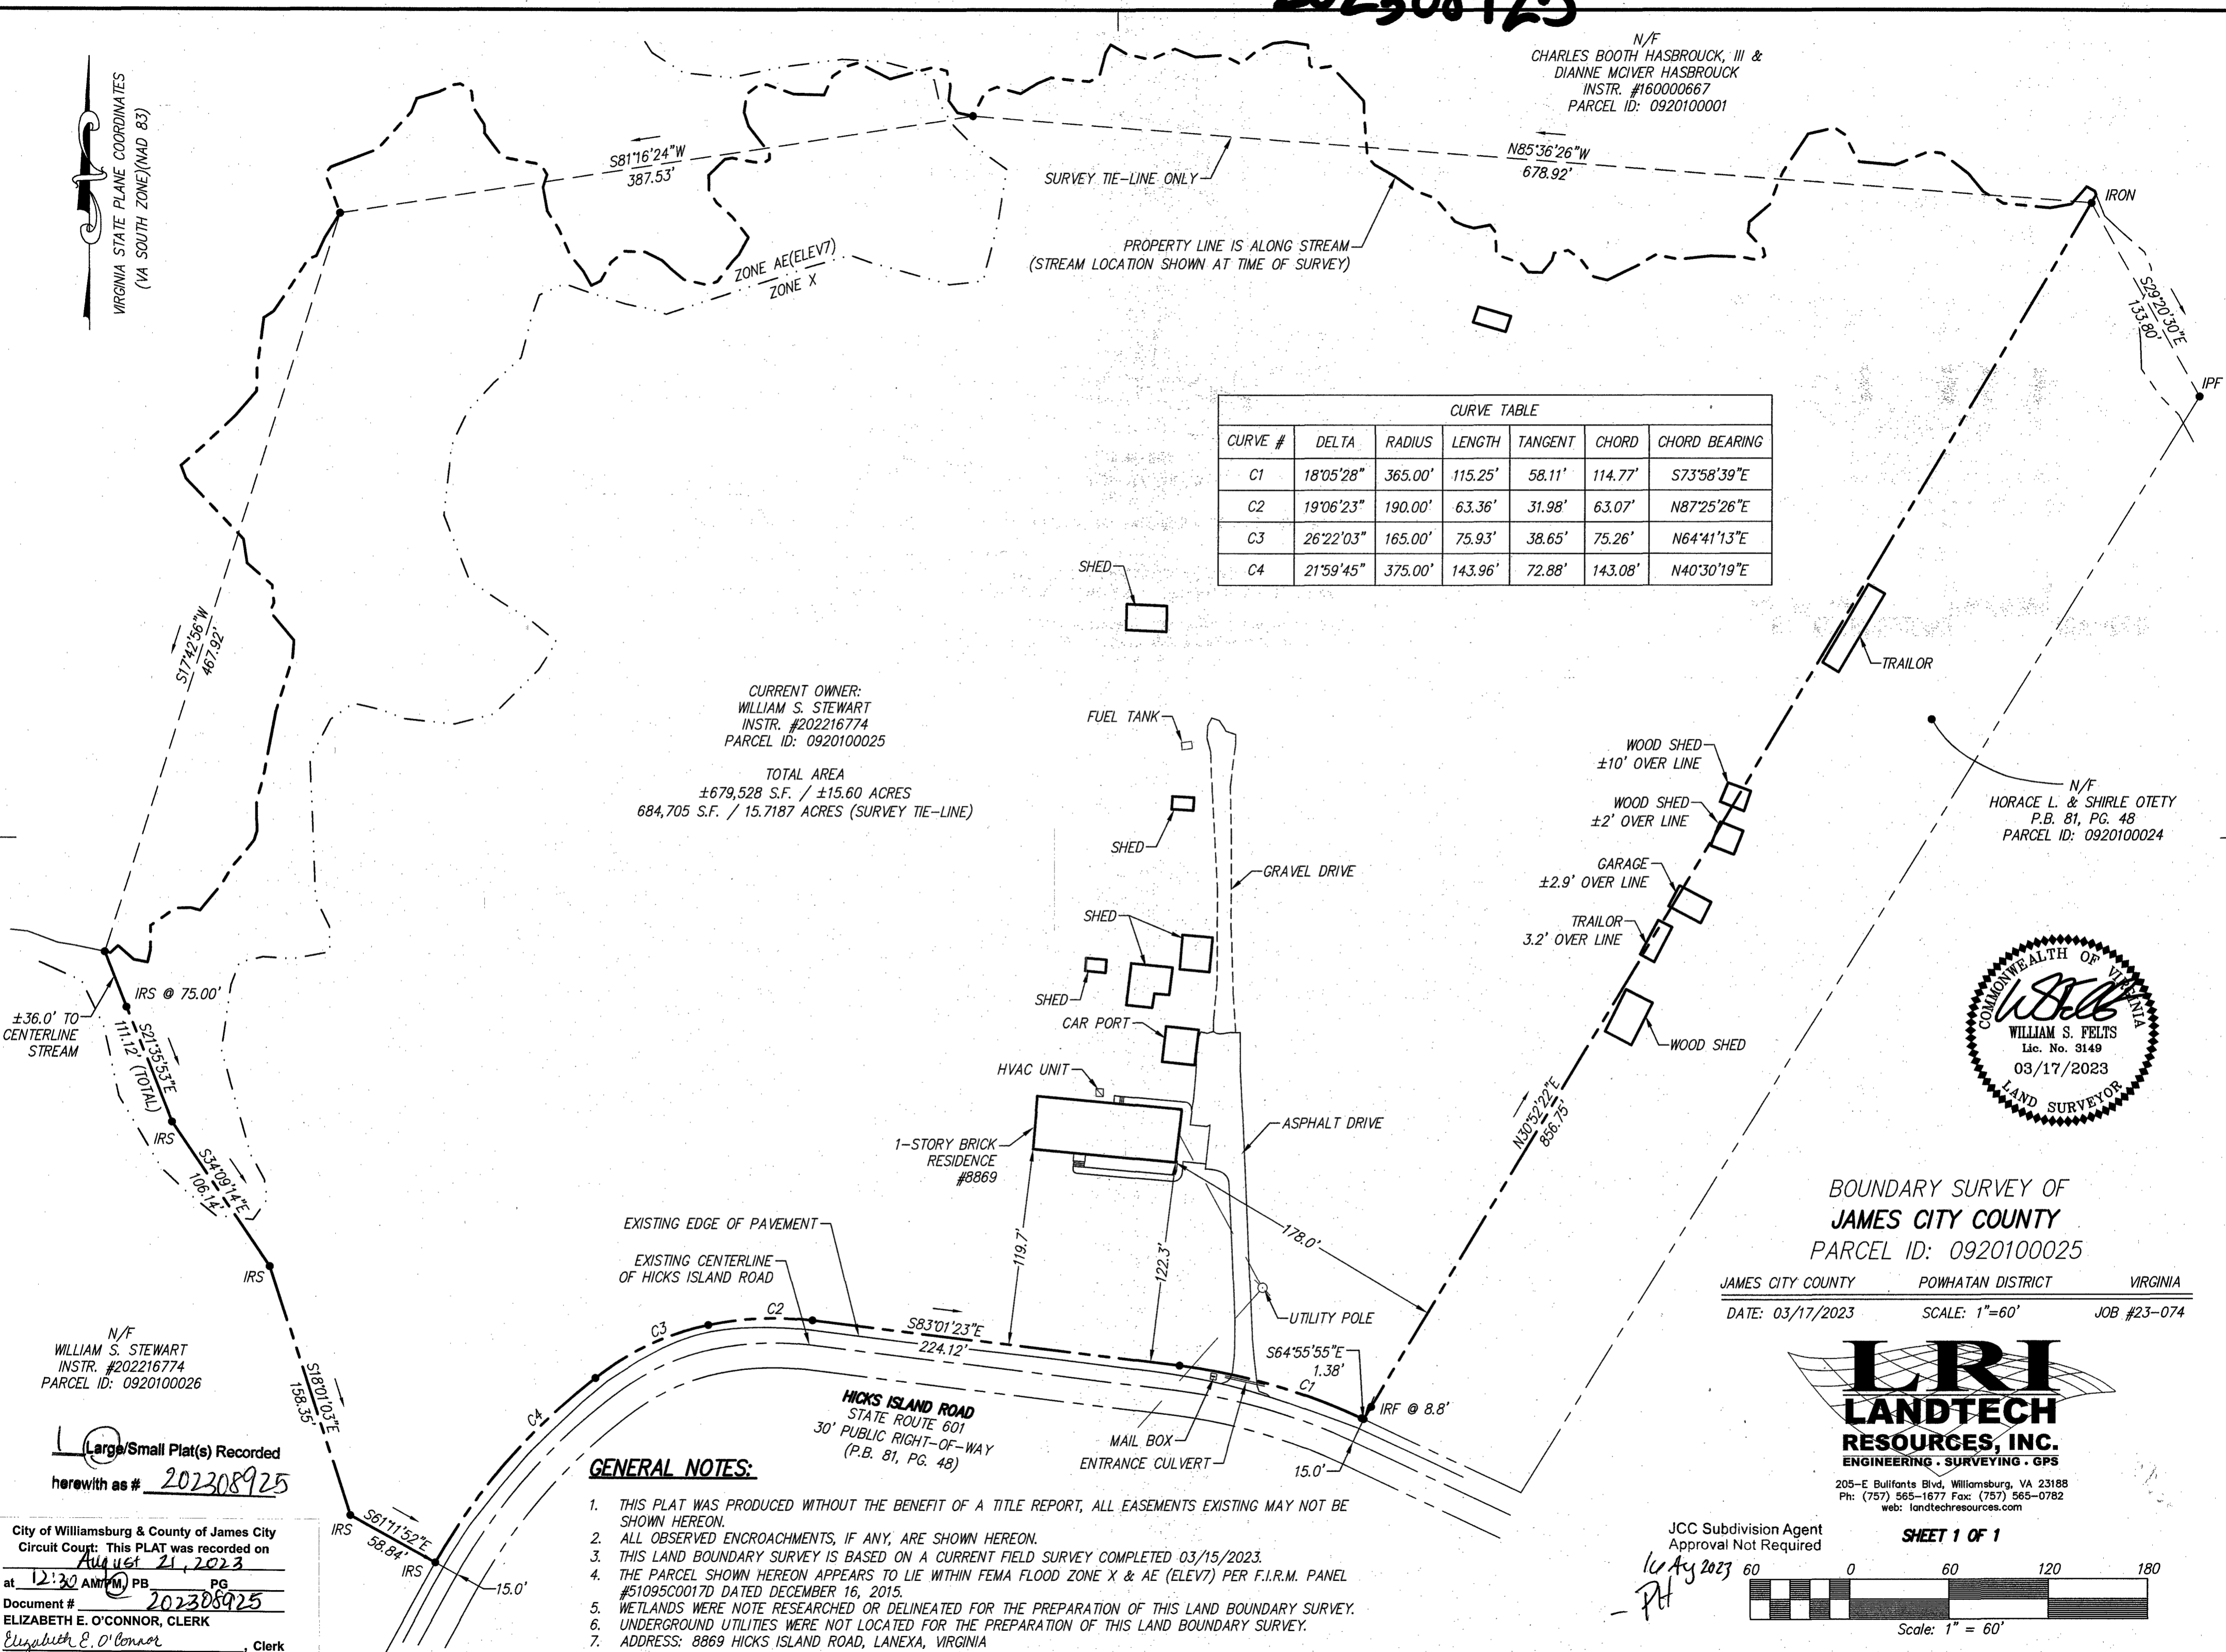 202308925
VIRGINIA STATE PLANE COORDINATES
(VA SOUTH ZONE)(NAD 83)
N/F
CHARLES BOOTH HASBROUCK, III &
DIANNE MCIVER HASBROUCK
INSTR. #160000667
PARCEL ID: 0920100001
S81°16'24"W
387.53'
SURVEY TIE-LINE ONLY
N85°36'26"W
678.92'
IRON
PROPERTY LINE IS ALONG STREAM
(STREAM LOCATION SHOWN AT TIME OF SURVEY)
ZONE AE(ELEV7)
ZONE X
S29°20'30"E
133.80'
IPF
CURVE TABLE
CURVE # DELTA RADIUS LENGTH TANGENT CHORD CHORD BEARING
C1 18°05'28" 365.00' 115.25' 58.11' 114.77' S73°58'39"E
C2 19°06'23" 190.00' 63.36' 31.98' 63.07' N87°25'26"E
C3 26°22'03" 165.00' 75.93' 38.65' 75.26' N64°41'13"E
C4 21°59'45" 375.00' 143.96' 72.88' 143.08' N40°30'19"E
SHED
S17°42'56"W
467.92'
TRAILOR
CURRENT OWNER:
WILLIAM S. STEWART
INSTR. #202216774
PARCEL ID: 0920100025
TOTAL AREA
±679,528 S.F. / ±15.60 ACRES
684,705 S.F. / 15.7187 ACRES (SURVEY TIE-LINE)
FUEL TANK
WOOD SHED
±10' OVER LINE
WOOD SHED
±2' OVER LINE
N/F
HORACE L. & SHIRLE OTETY
P.B. 81, PG. 48
PARCEL ID: 0920100024
SHED
GRAVEL DRIVE
GARAGE
±2.9' OVER LINE
TRAILOR
3.2' OVER LINE
SHED
SHED
CAR PORT
WOOD SHED
COMMONWEALTH OF VIRGINIA
WILLIAM S. FELTS
Lic. No. 3149
03/17/2023
LAND SURVEYOR
IRS @ 75.00'
±36.0' TO
CENTERLINE
STREAM
S21°35'53"E
111.12' (TOTAL)
IRS
HVAC UNIT
ASPHALT DRIVE
1-STORY BRICK
RESIDENCE
#8869
N30°52'22"E
856.75'
S34°09'14"E
106.14'
IRS
BOUNDARY SURVEY OF
JAMES CITY COUNTY
PARCEL ID: 0920100025
JAMES CITY COUNTY POWHATAN DISTRICT VIRGINIA
DATE: 03/17/2023 SCALE: 1"=60' JOB #23-074
EXISTING EDGE OF PAVEMENT
EXISTING CENTERLINE
OF HICKS ISLAND ROAD
119.7'
122.3'
178.0'
UTILITY POLE
C2
C3
S83°01'23"E
224.12'
S64°55'55"E
1.38'
C1
IRF @ 8.8'
C4
HICKS ISLAND ROAD
STATE ROUTE 601
30' PUBLIC RIGHT-OF-WAY
(P.B. 81, PG. 48)
MAIL BOX
ENTRANCE CULVERT
15.0'
N/F
WILLIAM S. STEWART
INSTR. #202216774
PARCEL ID: 0920100026
S18°01'03"E
158.35'
IRS
S61°11'52"E
58.84'
IRS
15.0'
1 Large/Small Plat(s) Recorded
herewith as # 202308925
City of Williamsburg & County of James City
Circuit Court: This PLAT was recorded on
August 21, 2023
at 12:30 AM/PM, PB PG
Document # 202308925
ELIZABETH E. O'CONNOR, CLERK
Elizabeth E. O'Connor, Clerk
GENERAL NOTES:
1. THIS PLAT WAS PRODUCED WITHOUT THE BENEFIT OF A TITLE REPORT, ALL EASEMENTS EXISTING MAY NOT BE
SHOWN HEREON.
2. ALL OBSERVED ENCROACHMENTS, IF ANY, ARE SHOWN HEREON.
3. THIS LAND BOUNDARY SURVEY IS BASED ON A CURRENT FIELD SURVEY COMPLETED 03/15/2023.
4. THE PARCEL SHOWN HEREON APPEARS TO LIE WITHIN FEMA FLOOD ZONE X & AE (ELEV7) PER F.I.R.M. PANEL
#51095C0017D DATED DECEMBER 16, 2015.
5. WETLANDS WERE NOTE RESEARCHED OR DELINEATED FOR THE PREPARATION OF THIS LAND BOUNDARY SURVEY.
6. UNDERGROUND UTILITIES WERE NOT LOCATED FOR THE PREPARATION OF THIS LAND BOUNDARY SURVEY.
7. ADDRESS: 8869 HICKS ISLAND ROAD, LANEXA, VIRGINIA
LRI
LANDTECH
RESOURCES, INC.
ENGINEERING . SURVEYING . GPS
205-E Bulifants Blvd, Williamsburg, VA 23188
Ph: (757) 565-1677 Fax: (757) 565-0782
web: landtechresources.com
SHEET 1 OF 1
JCC Subdivision Agent
Approval Not Required
16 Ag 2023
- PH
60 0 60 120 180
Scale: 1" = 60'